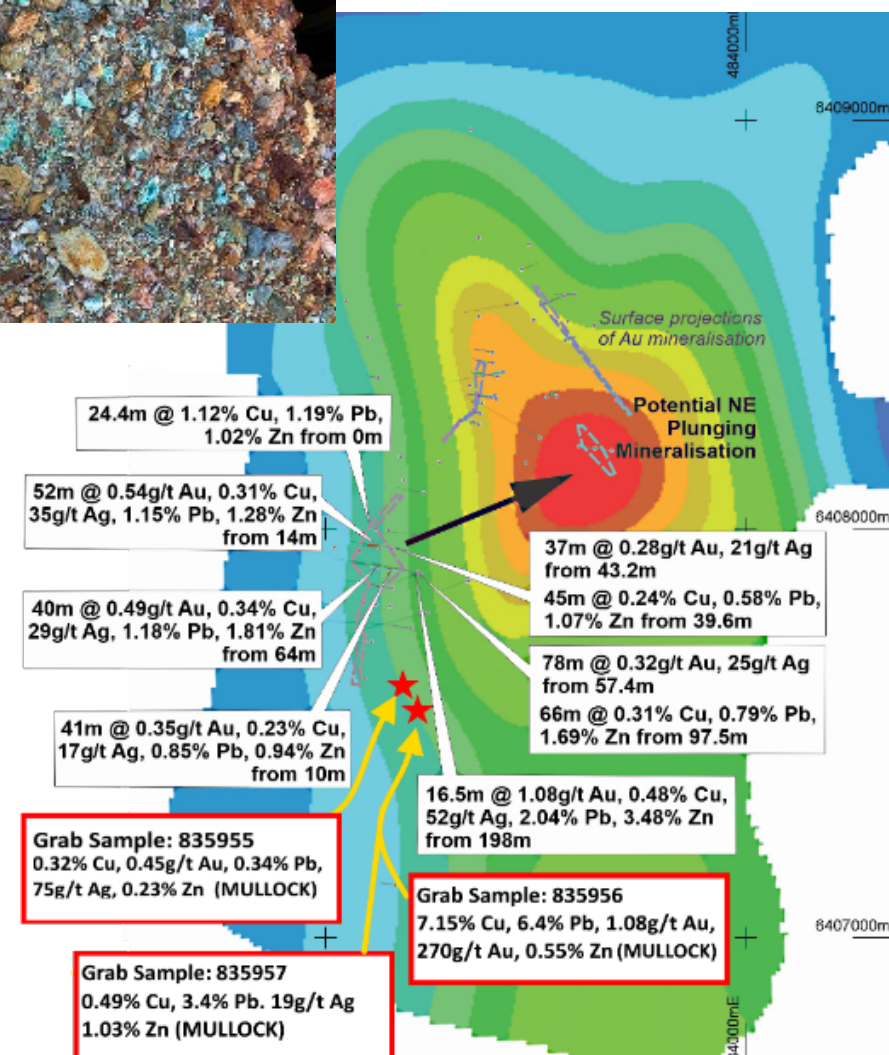 484000mE
6409000m
Surface projections
of Au mineralisation
Potential NE
Plunging
Mineralisation
24.4m @ 1.12% Cu, 1.19% Pb,
1.02% Zn from 0m
52m @ 0.54g/t Au, 0.31% Cu,
35g/t Ag, 1.15% Pb, 1.28% Zn
from 14m
6408000m
37m @ 0.28g/t Au, 21g/t Ag
from 43.2m
45m @ 0.24% Cu, 0.58% Pb,
1.07% Zn from 39.6m
40m @ 0.49g/t Au, 0.34% Cu,
29g/t Ag, 1.18% Pb, 1.81% Zn
from 64m
78m @ 0.32g/t Au, 25g/t Ag
from 57.4m
66m @ 0.31% Cu, 0.79% Pb,
1.69% Zn from 97.5m
41m @ 0.35g/t Au, 0.23% Cu,
17g/t Ag, 0.85% Pb, 0.94% Zn
from 10m
16.5m @ 1.08g/t Au, 0.48% Cu,
52g/t Ag, 2.04% Pb, 3.48% Zn
from 198m
Grab Sample: 835955
0.32% Cu, 0.45g/t Au, 0.34% Pb,
75g/t Ag, 0.23% Zn (MULLOCK)
Grab Sample: 835956
7.15% Cu, 6.4% Pb, 1.08g/t Au,
270g/t Au, 0.55% Zn (MULLOCK)
6407000m
Grab Sample: 835957
0.49% Cu, 3.4% Pb. 19g/t Ag
1.03% Zn (MULLOCK)
4000mE